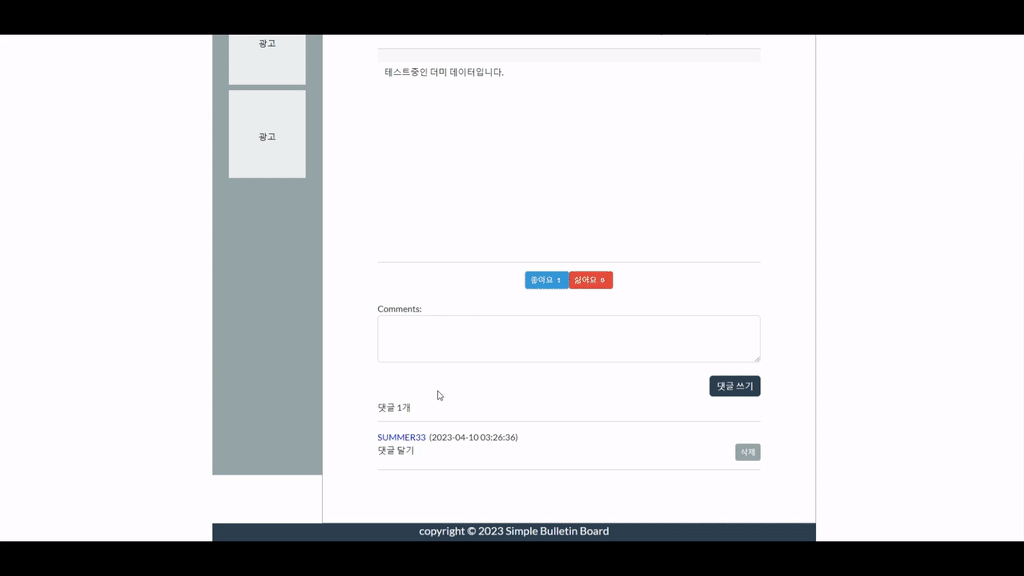 광고
광고
테스트중인 더미 데이터입니다.
좋아요 1 싫어요 0
Comments:
댓글 쓰기
댓글 1개
SUMMER33 (2023-04-10 03:26:36)
댓글 달기
삭제
copyright © 2023 Simple Bulletin Board